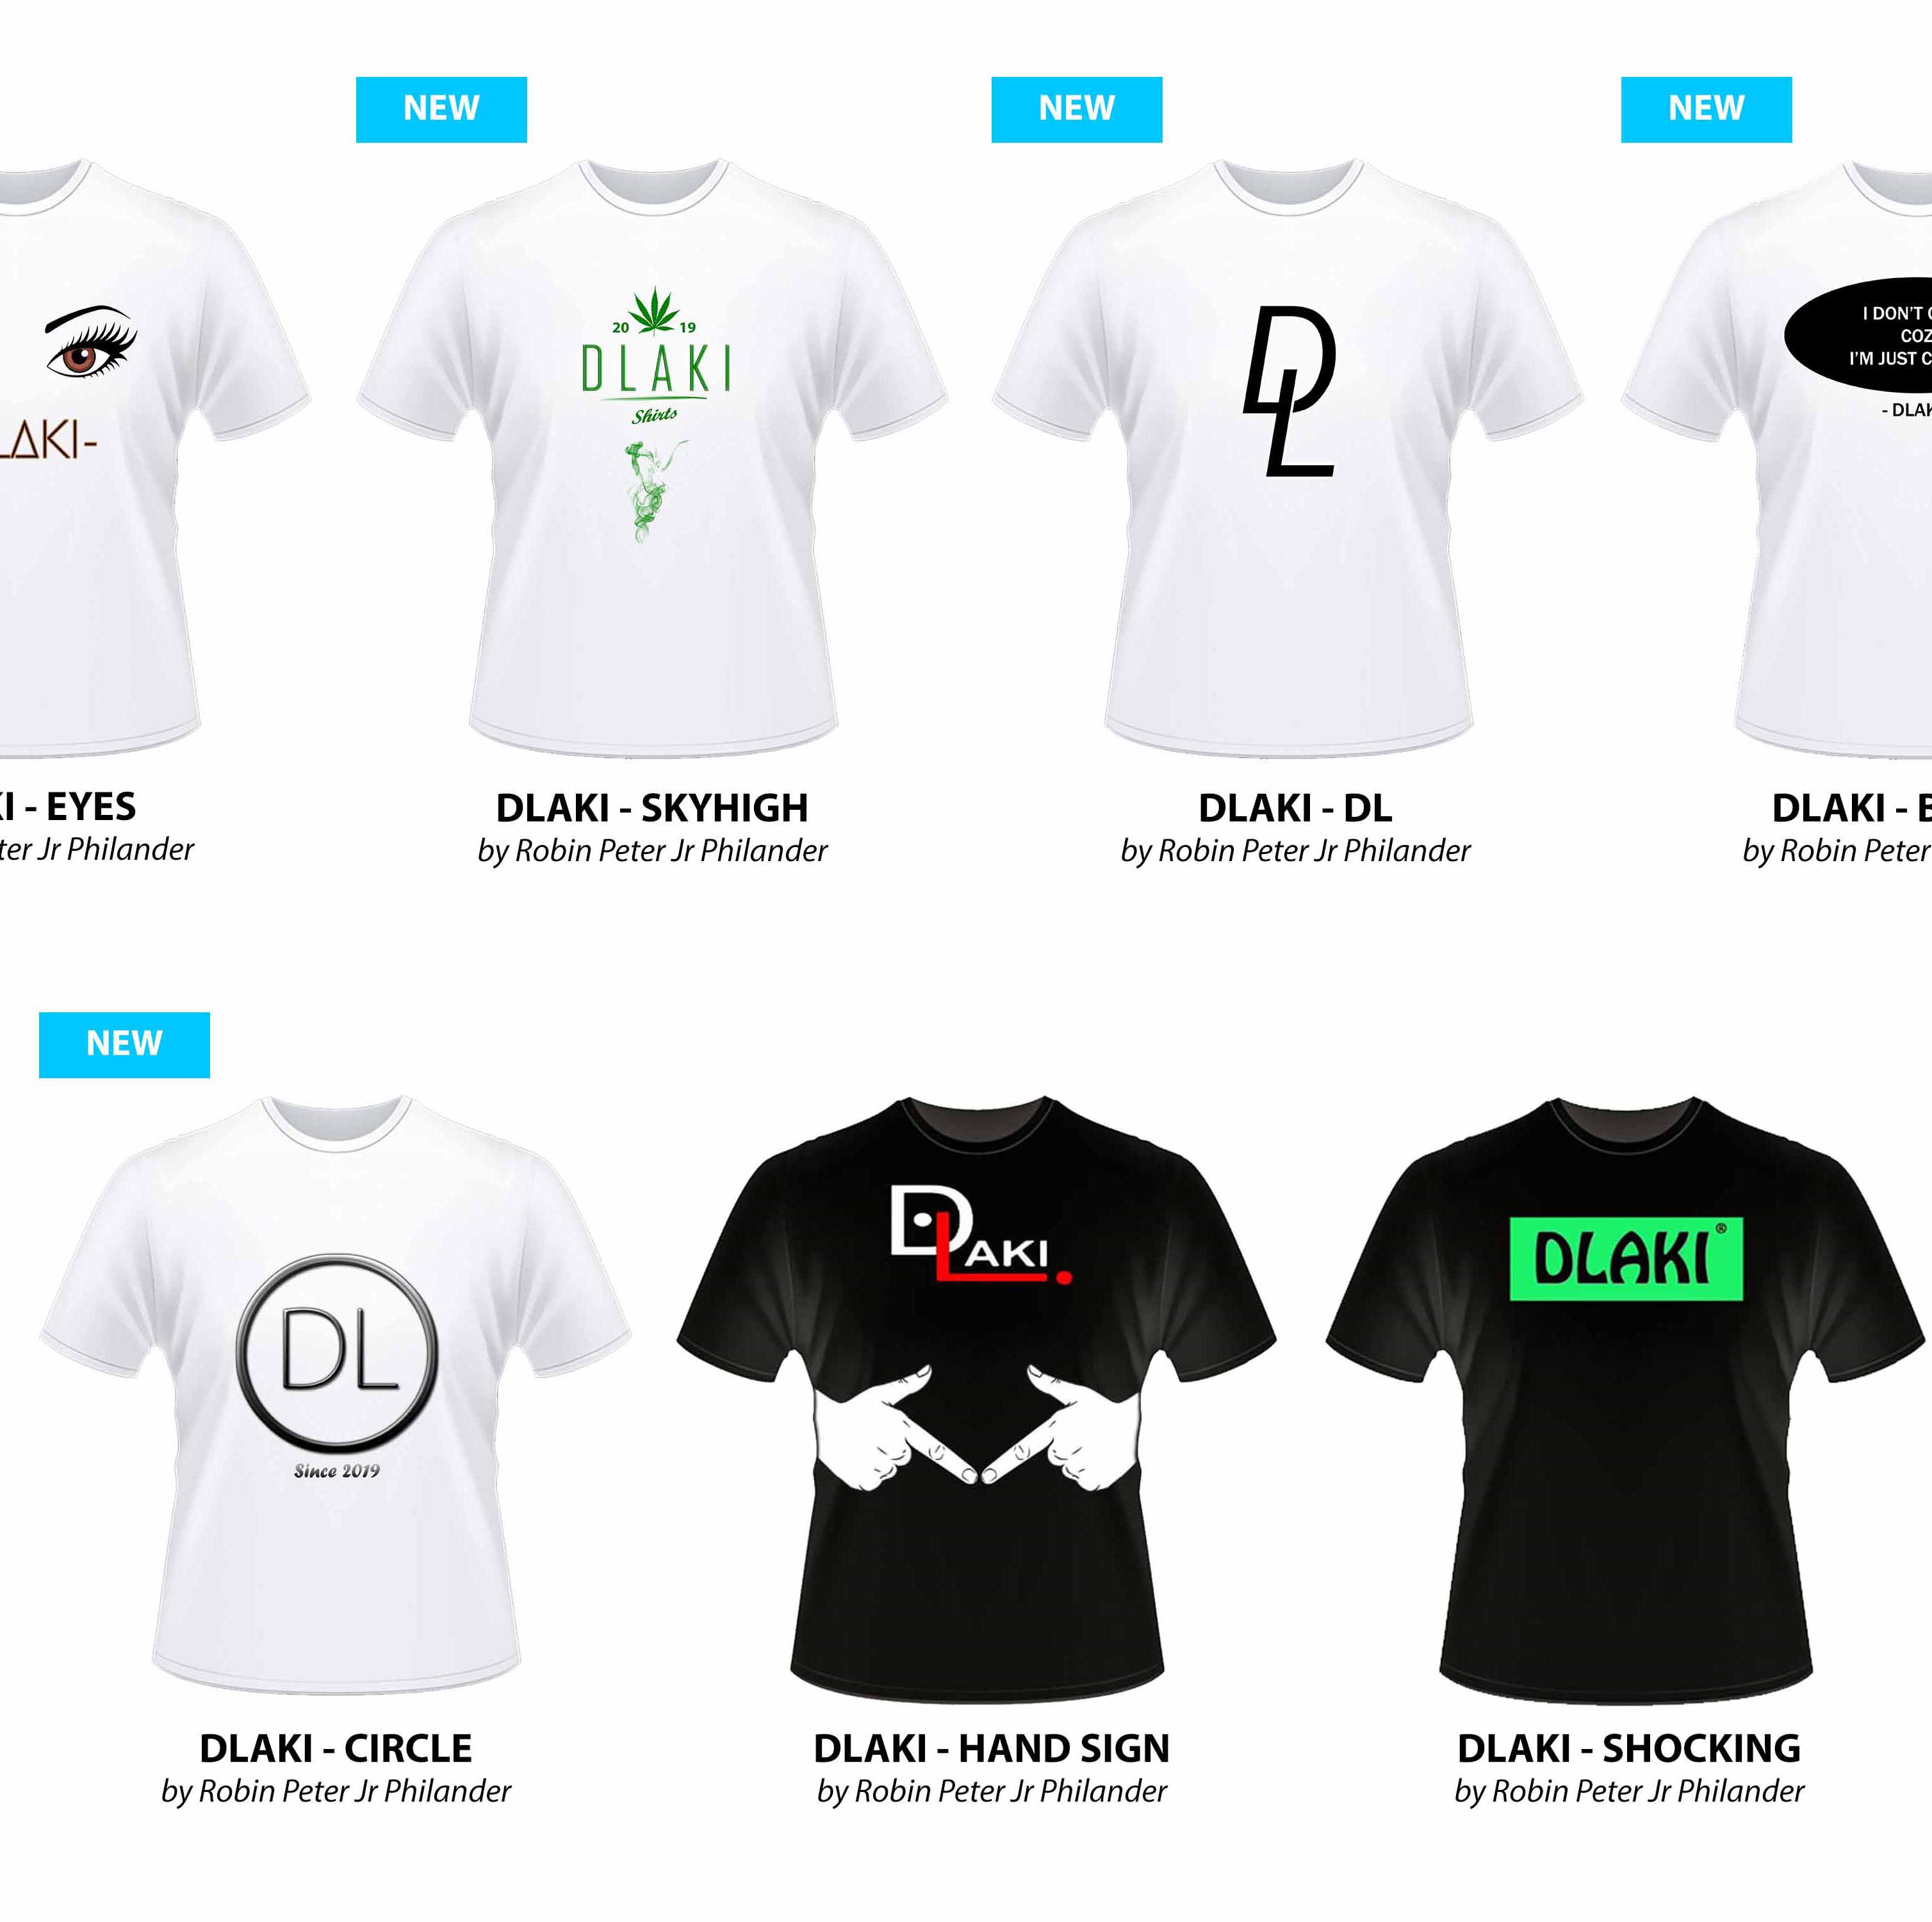 NEW
NEW
NEW
LAKI-
20 19
DLAKI
Shirts
DL
I DON'T
COZ
I'M JUST
- DLAK
- EYES
Jr Philander
DLAKI - SKYHIGH
by Robin Peter Jr Philander
DLAKI - DL
by Robin Peter Jr Philander
DLAKI -
by Robin Peter
NEW
DL
Since 2019
DLAKI
DLAKI®
DLAKI - CIRCLE
by Robin Peter Jr Philander
DLAKI - HAND SIGN
by Robin Peter Jr Philander
DLAKI - SHOCKING
by Robin Peter Jr Philander